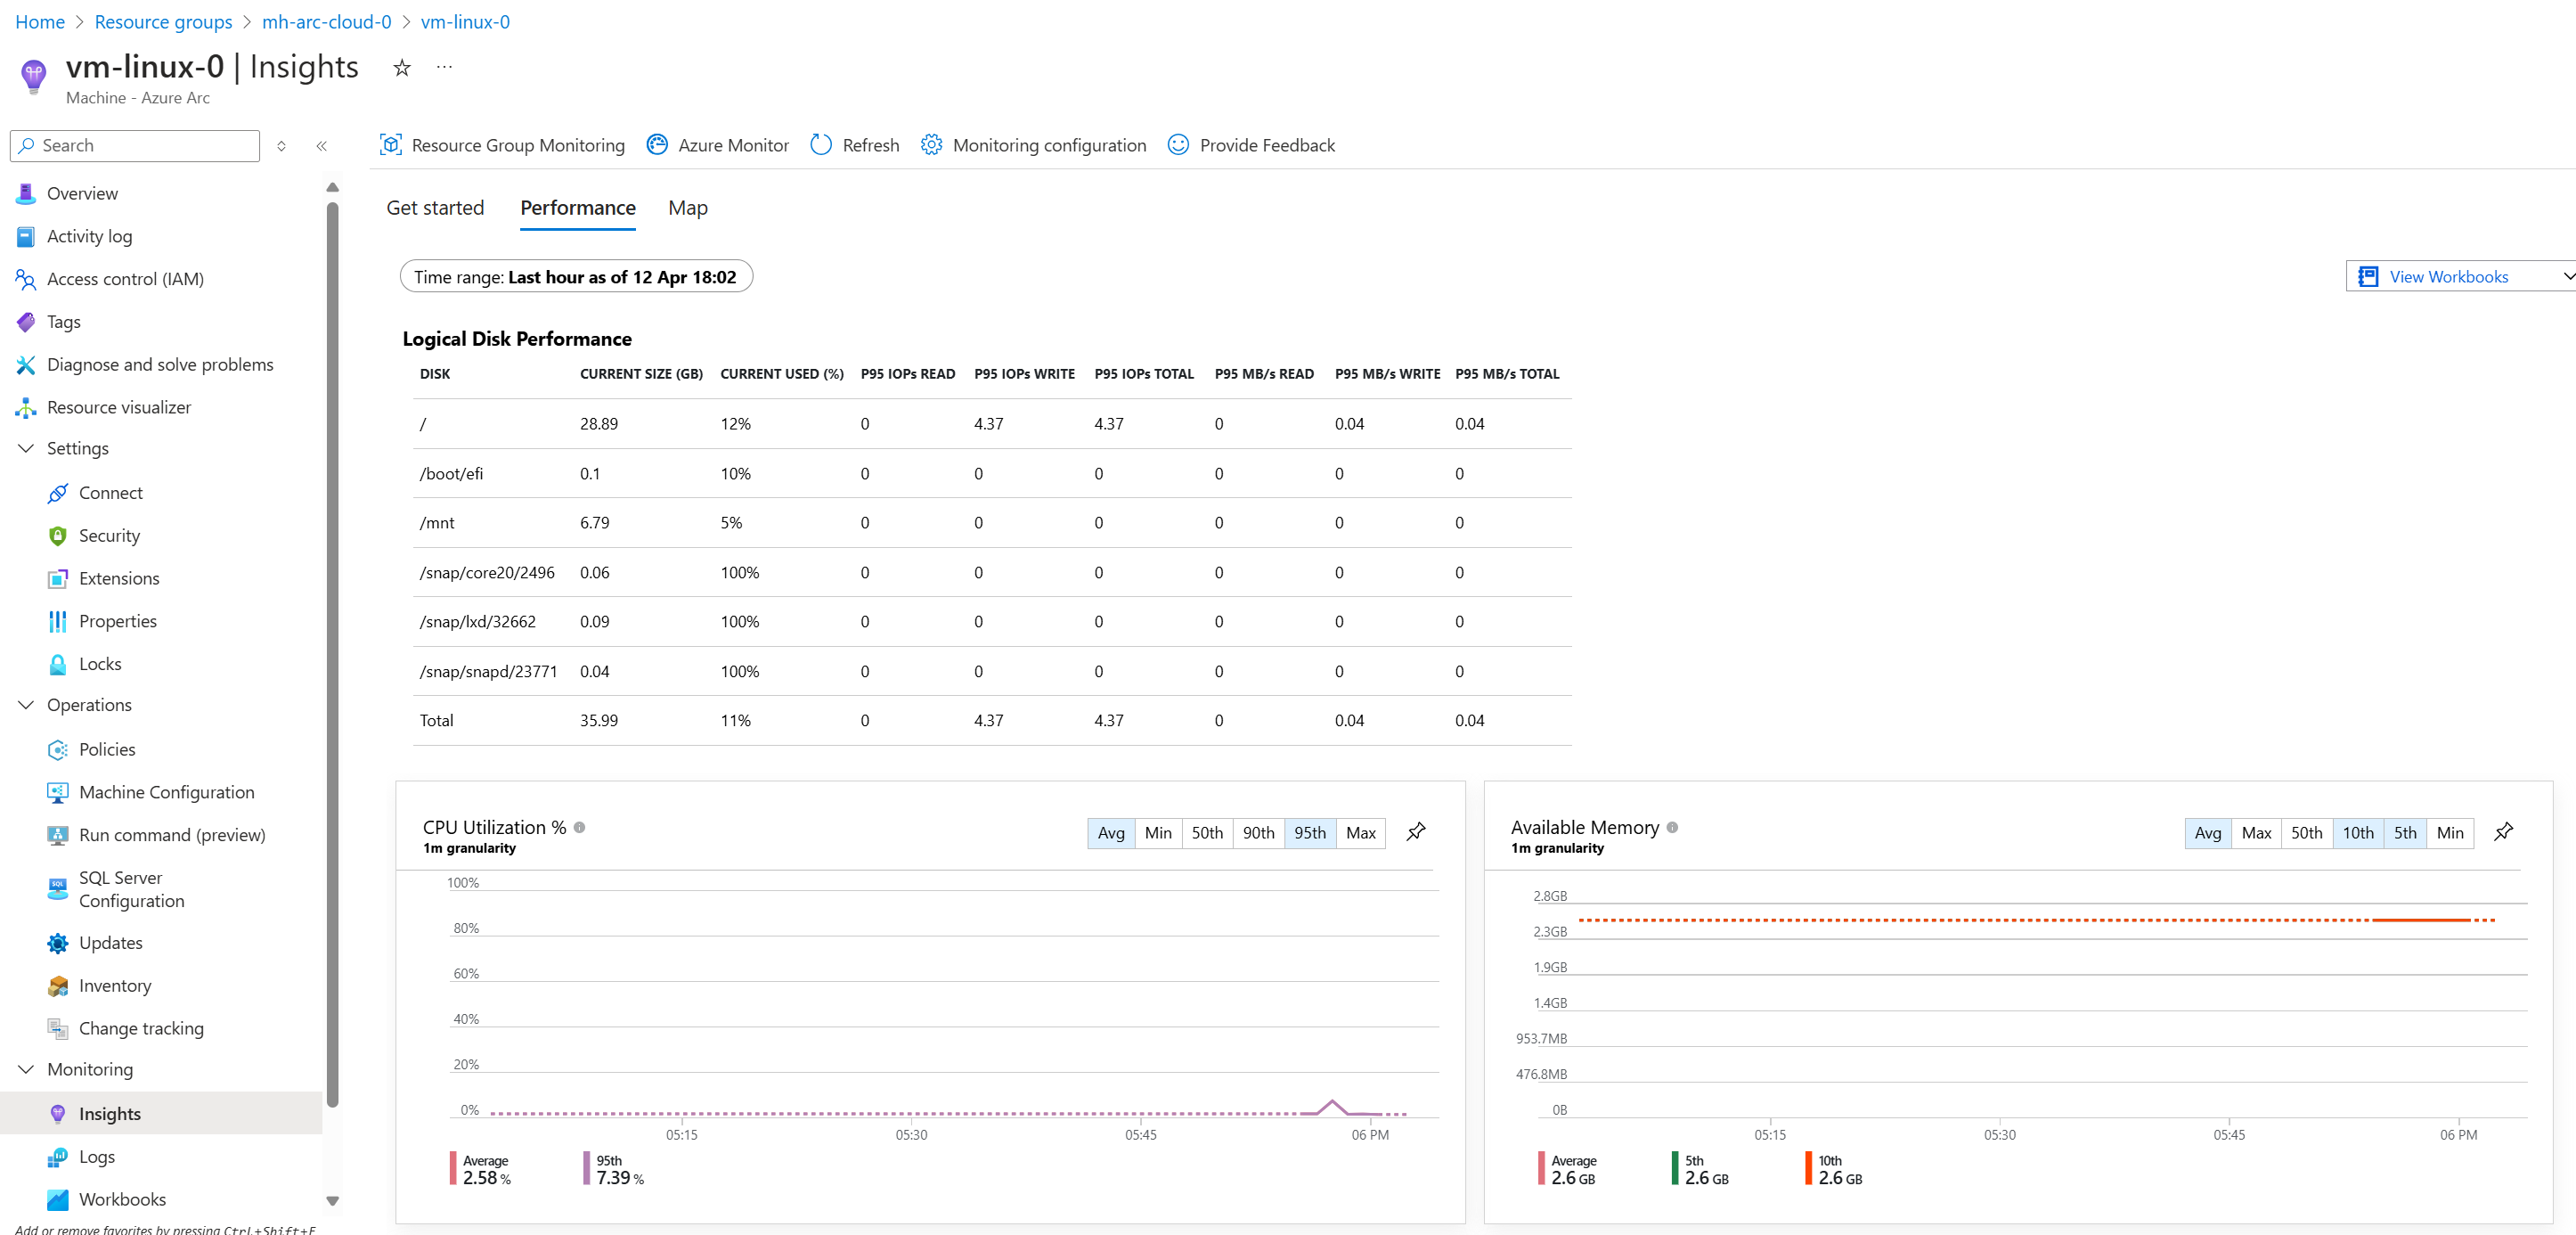 Home > Resource groups > mh-arc-cloud-0 > vm-linux-0
vm-linux-0 | Insights
Machine - Azure Arc
Search
Overview
Activity log
Access control (IAM)
Tags
Diagnose and solve problems
Resource visualizer
Settings
Connect
Security
Extensions
Properties
Locks
Operations
Policies
Machine Configuration
Run command (preview)
SQL Server
Configuration
Updates
Inventory
Change tracking
Monitoring
Insights
Logs
Workbooks
Add or remove favorites by pressing Ctrl+Shift+F
Resource Group Monitoring Azure Monitor Refresh Monitoring configuration Provide Feedback
Get started Performance Map
Time range: Last hour as of 12 Apr 18:02
View Workbooks
Logical Disk Performance
DISK CURRENT SIZE (GB) CURRENT USED (%) P95 IOPs READ P95 IOPs WRITE P95 IOPs TOTAL P95 MB/s READ P95 MB/s WRITE P95 MB/s TOTAL
/ 28.89 12% 0 4.37 4.37 0 0.04 0.04
/boot/efi 0.1 10% 0 0 0 0 0 0
/mnt 6.79 5% 0 0 0 0 0 0
/snap/core20/2496 0.06 100% 0 0 0 0 0 0
/snap/lxd/32662 0.09 100% 0 0 0 0 0 0
/snap/snapd/23771 0.04 100% 0 0 0 0 0 0
Total 35.99 11% 0 4.37 4.37 0 0.04 0.04
CPU Utilization %
1m granularity
Avg Min 50th 90th 95th Max
100%
80%
60%
40%
20%
0%
05:15 05:30 05:45 06 PM
Average 95th
2.58 % 7.39 %
Available Memory
1m granularity
Avg Max 50th 10th 5th Min
2.8GB
2.3GB
1.9GB
1.4GB
953.7MB
476.8MB
0B
05:15 05:30 05:45 06 PM
Average 5th 10th
2.6 GB 2.6 GB 2.6 GB